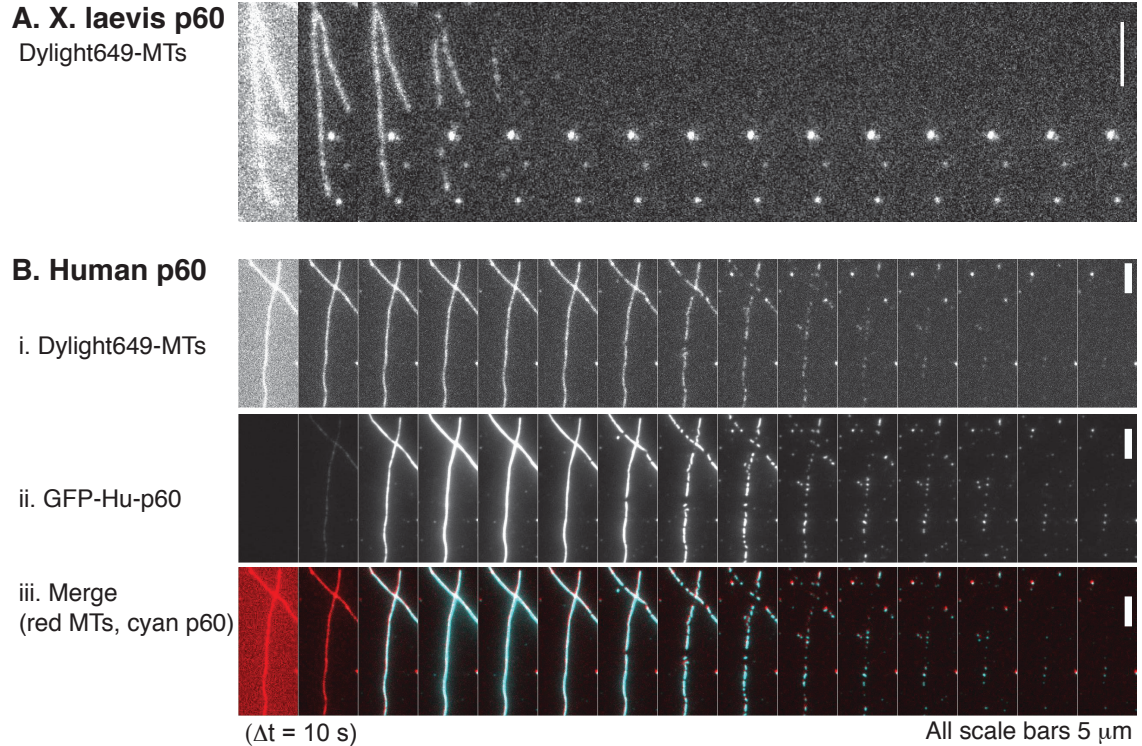 A. X. laevis p60
Dylight649-MTs
B. Human p60
i. Dylight649-MTs
ii. GFP-Hu-p60
iii. Merge
(red MTs, cyan p60)
(Δt = 10 s)
All scale bars 5 μm